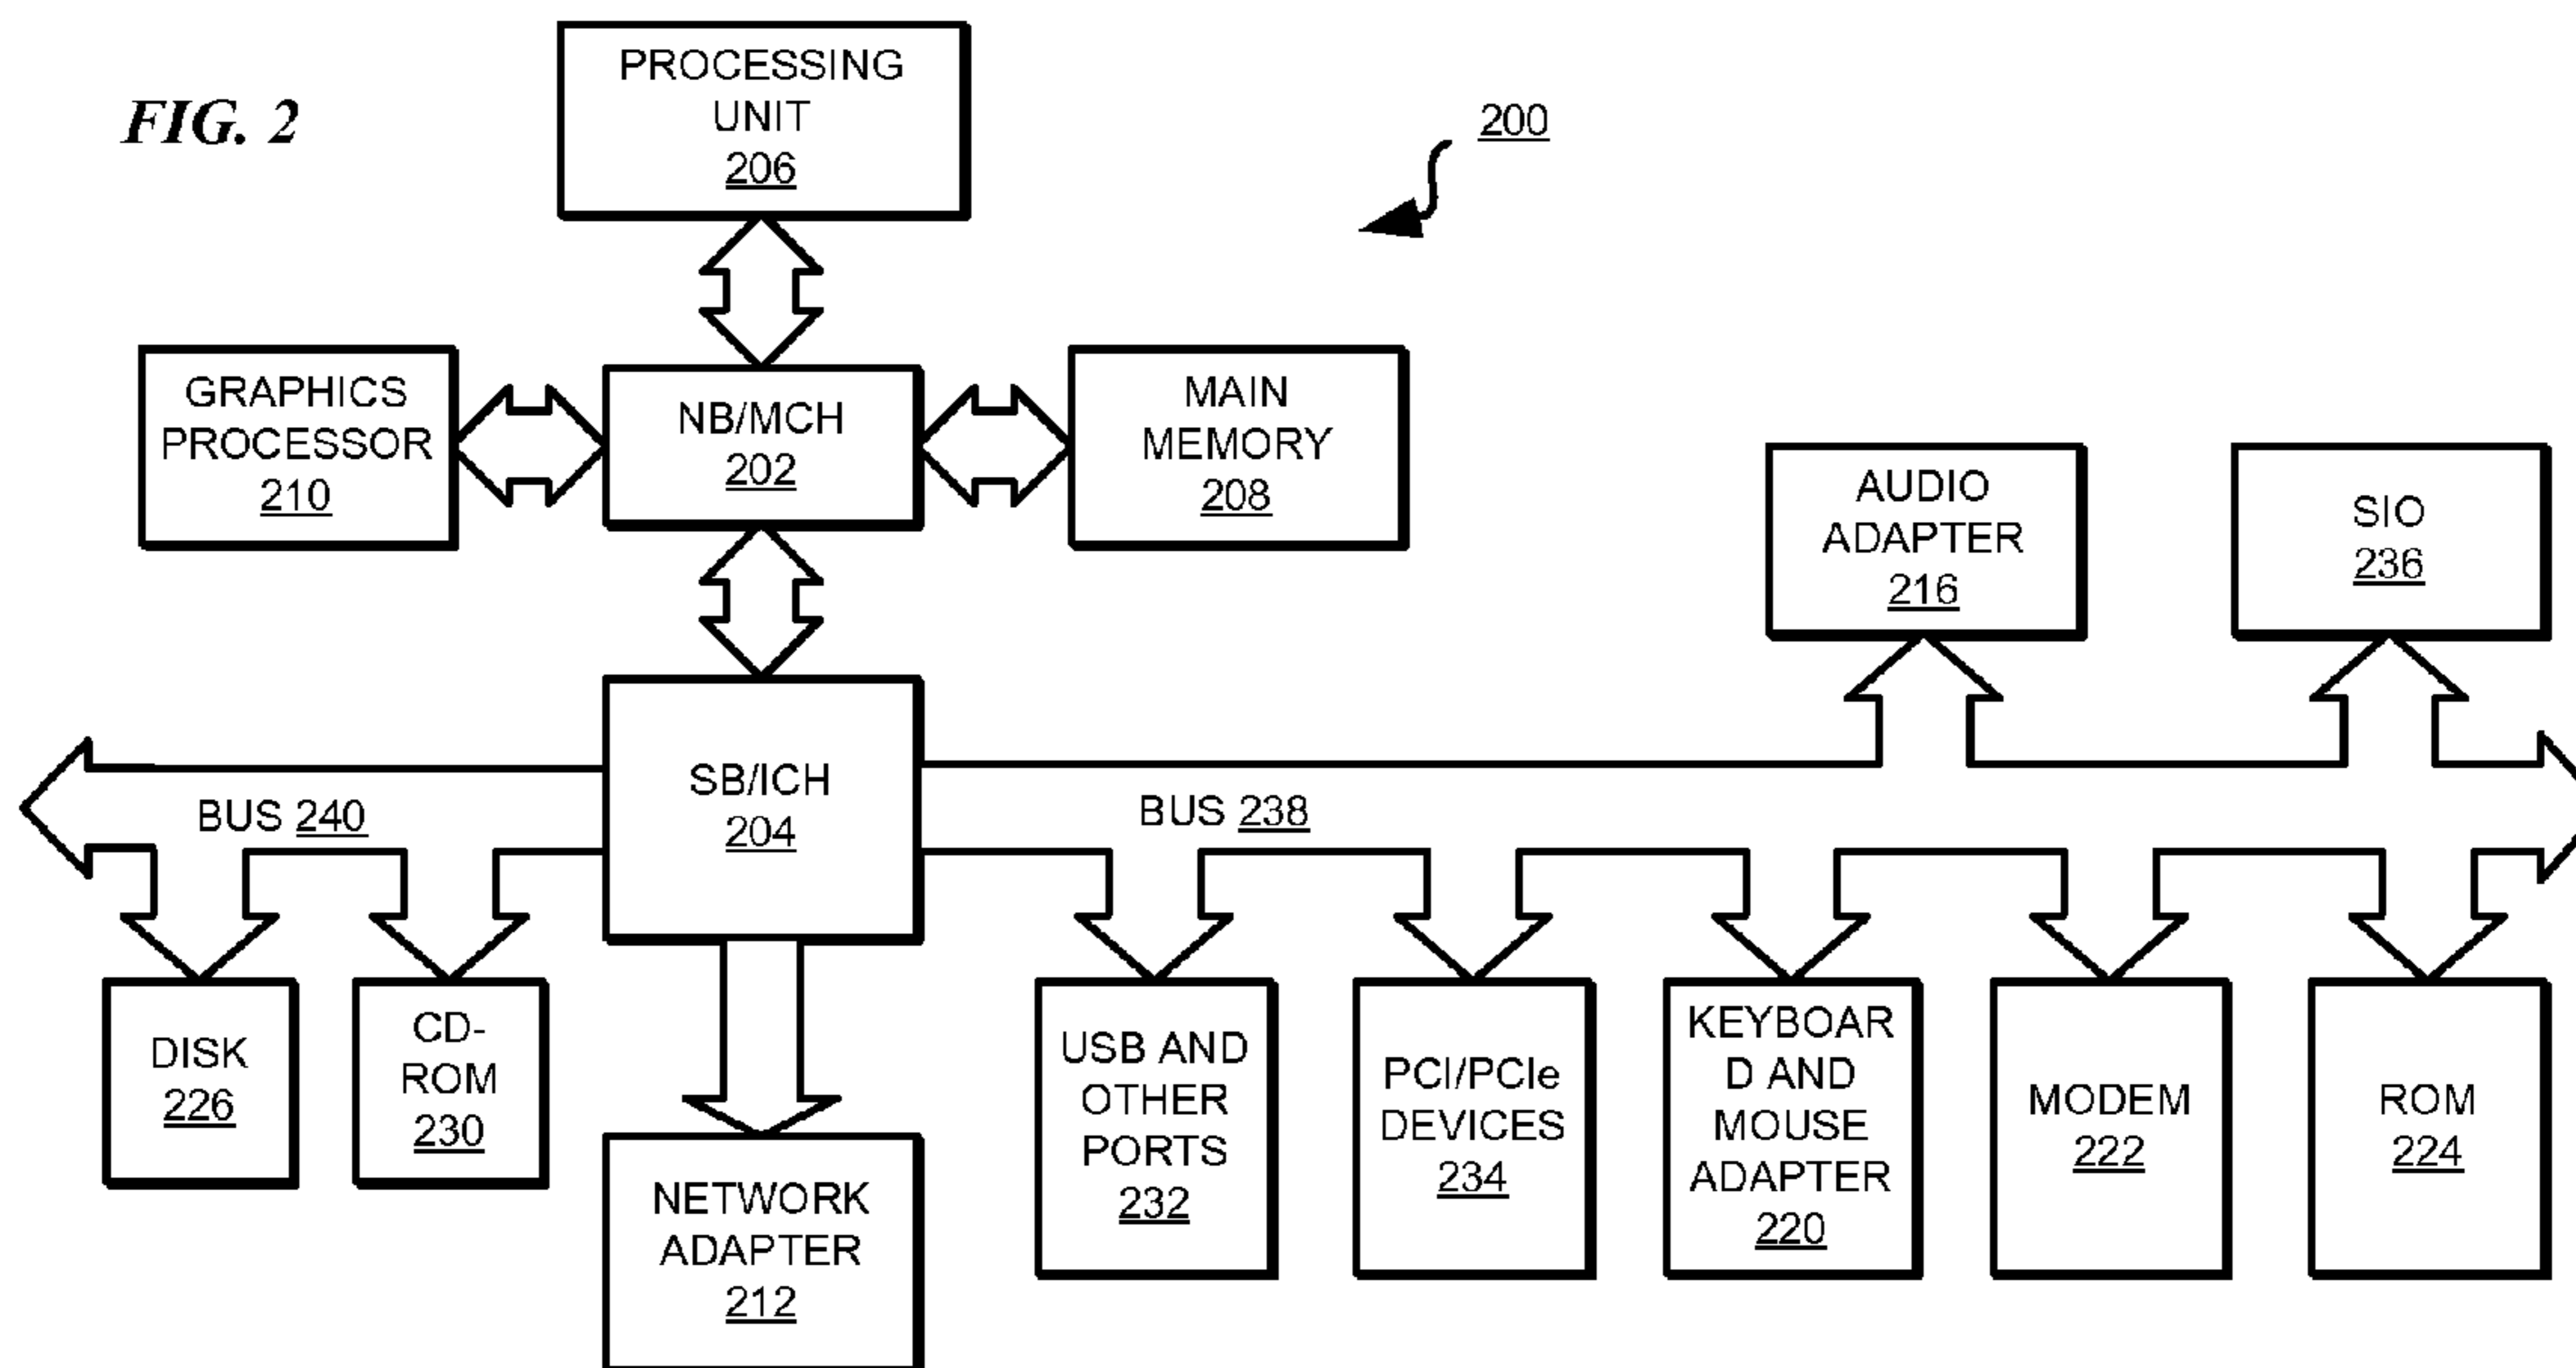 FIG. 2
PROCESSING
UNIT
206
200
GRAPHICS
PROCESSOR
210
NB/MCH
202
MAIN
MEMORY
208
AUDIO
ADAPTER
216
SIO
236
SB/ICH
204
BUS 240
BUS 238
DISK
226
CD-
ROM
230
NETWORK
ADAPTER
212
USB AND
OTHER
PORTS
232
PCI/PCIe
DEVICES
234
KEYBOAR
D AND
MOUSE
ADAPTER
220
MODEM
222
ROM
224